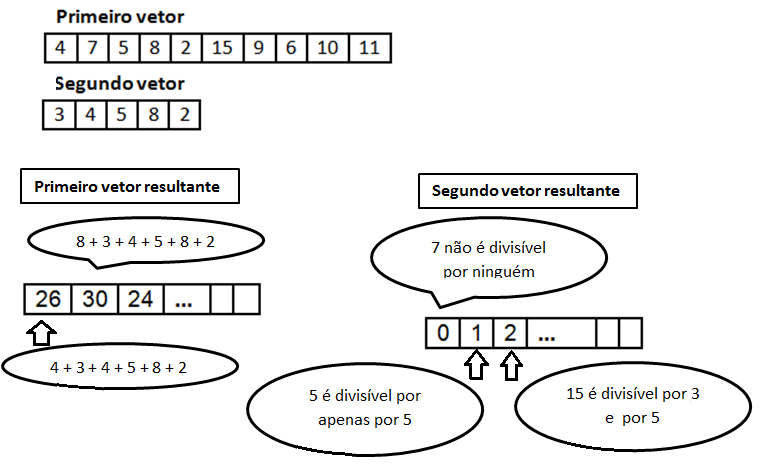 Primeiro vetor
4 7 5 8 2 15 9 6 10 11
Segundo vetor
3 4 5 8 2
Primeiro vetor resultante
8 + 3 + 4 + 5 + 8 + 2
26 30 24 ...
4 + 3 + 4 + 5 + 8 + 2
Segundo vetor resultante
7 não é divisível
por ninguém
0 1 2 ...
5 é divisível por
apenas por 5
15 é divisível por 3
e por 5